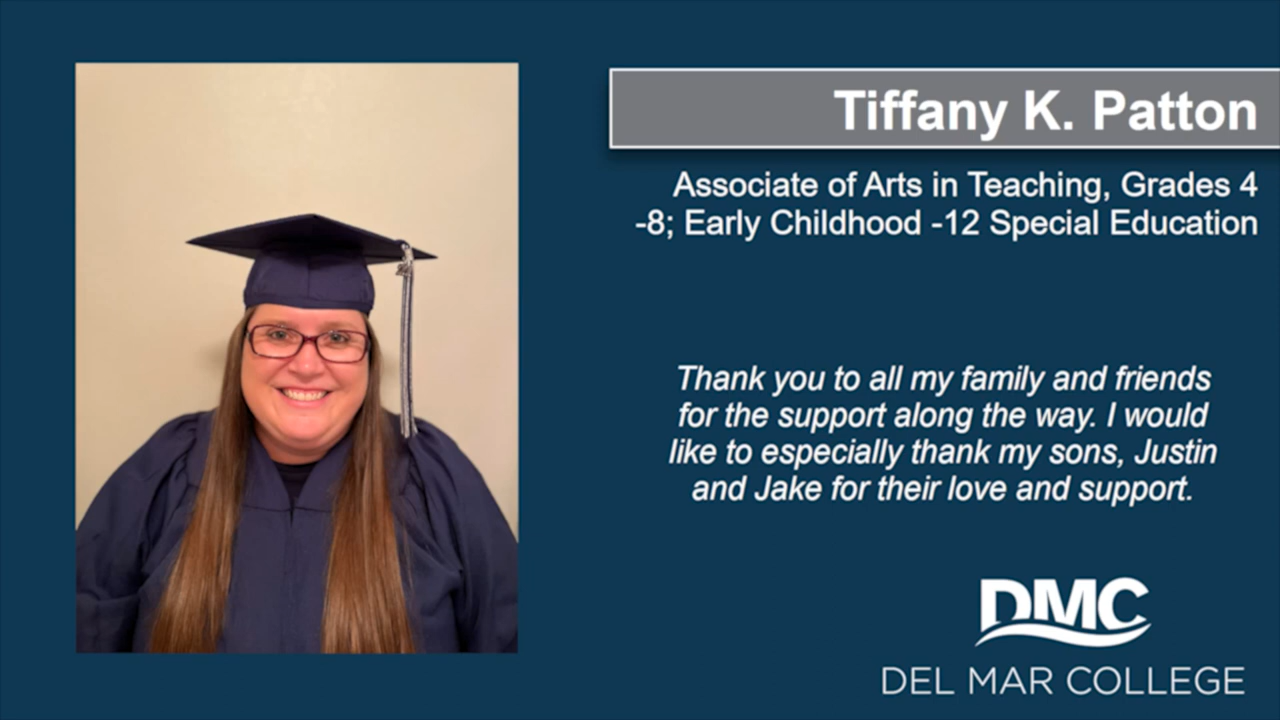 Tiffany K. Patton
Associate of Arts in Teaching, Grades 4
-8; Early Childhood -12 Special Education
Thank you to all my family and friends
for the support along the way. I would
like to especially thank my sons, Justin
and Jake for their love and support.
DMC
DEL MAR COLLEGE